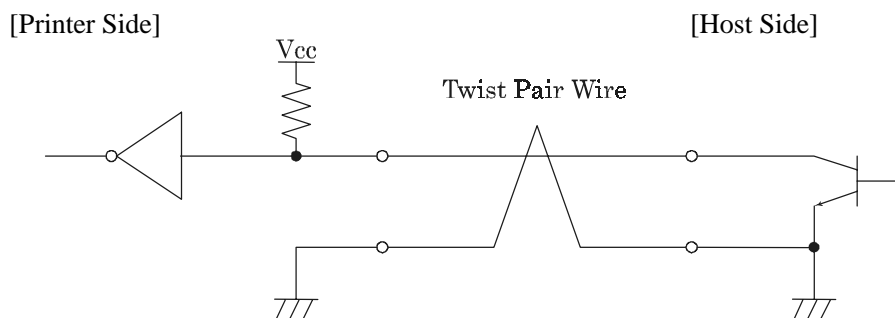 [Printer Side]
[Host Side]
Vcc
Twist Pair Wire